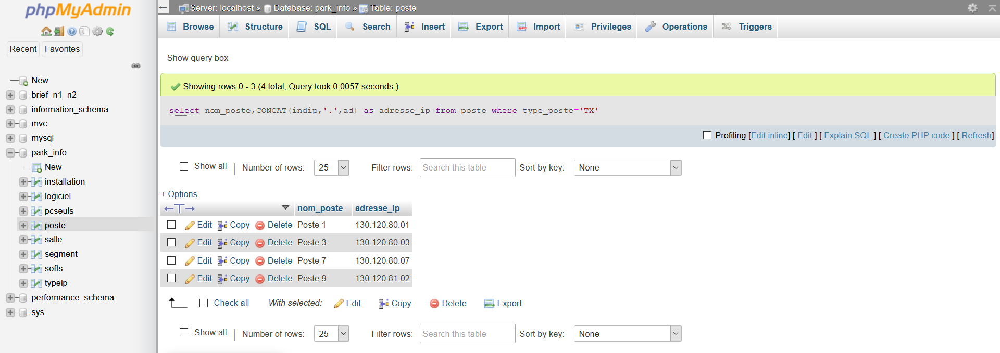 phpMyAdmin
Recent Favorites
New
brief_n1_n2
information_schema
mvc
mysql
park_info
New
installation
logiciel
pcseuls
poste
salle
segment
softs
typelp
performance_schema
sys
Server: localhost » Database: park_info » Table: poste
Browse Structure SQL Search Insert Export Import Privileges Operations Triggers
Show query box
Showing rows 0 - 3 (4 total, Query took 0.0057 seconds.)
select nom_poste,CONCAT(indip,'.',ad) as adresse_ip from poste where type_poste='TX'
Profiling [Edit inline] [ Edit ] [ Explain SQL ] [ Create PHP code ] [ Refresh]
Show all | Number of rows: 25 Filter rows: Search this table Sort by key: None
+ Options
←T→ nom_poste adresse_ip
Edit Copy Delete Poste 1 130.120.80.01
Edit Copy Delete Poste 3 130.120.80.03
Edit Copy Delete Poste 7 130.120.80.07
Edit Copy Delete Poste 9 130.120.81.02
Check all With selected: Edit Copy Delete Export
Show all | Number of rows: 25 Filter rows: Search this table Sort by key: None